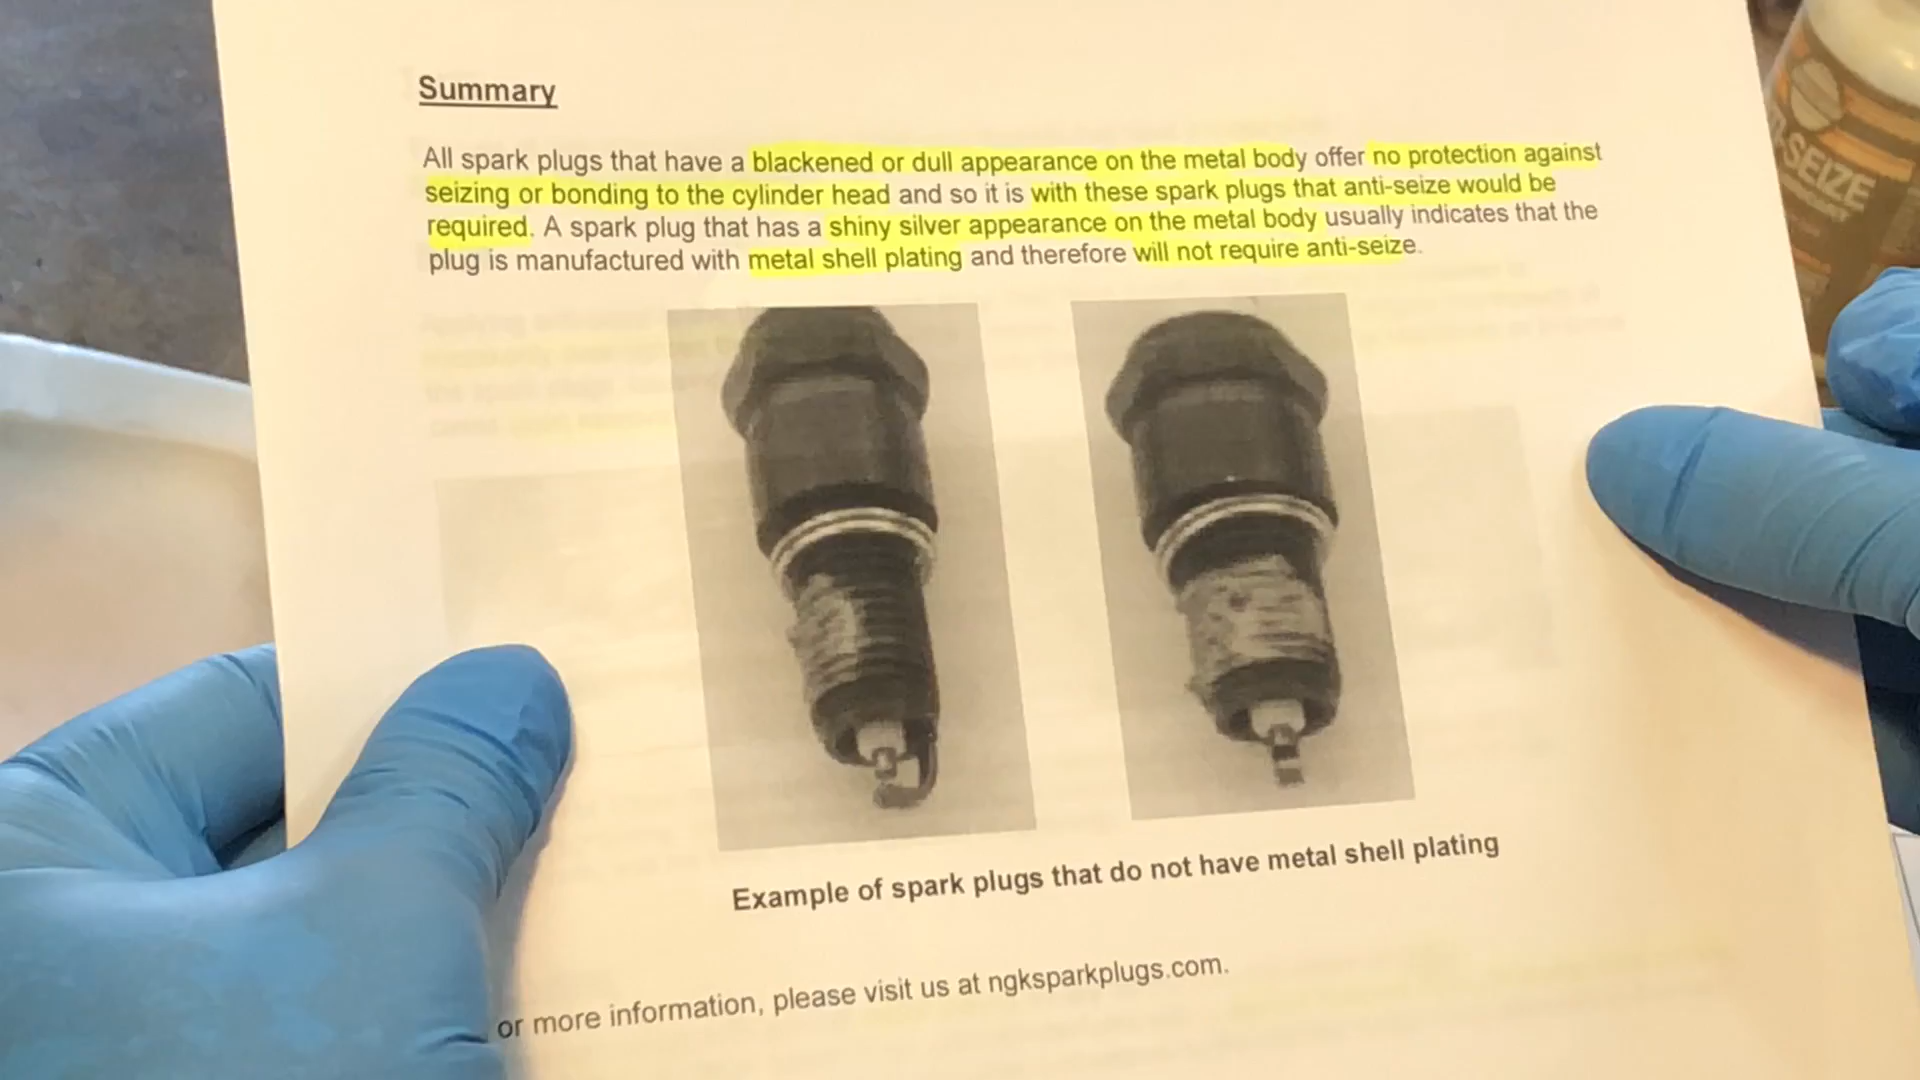 Summary
All spark plugs that have a blackened or dull appearance on the metal body offer no protection against
seizing or bonding to the cylinder head and so it is with these spark plugs that anti-seize would be
required. A spark plug that has a shiny silver appearance on the metal body usually indicates that the
plug is manufactured with metal shell plating and therefore will not require anti-seize.
Example of spark plugs that do not have metal shell plating
or more information, please visit us at ngksparkplugs.com.
SEIZE